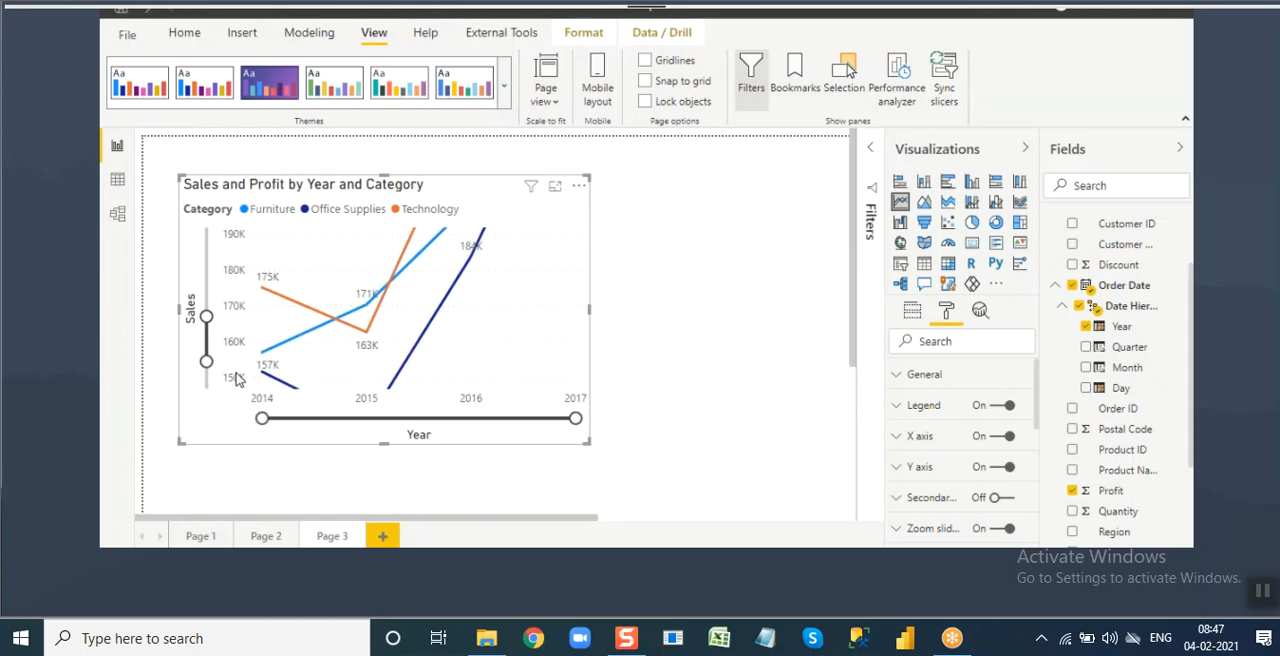 File Home Insert Modeling View Help External Tools Format Data / Drill
Aa Aa Aa Aa Aa Aa
Page view
Mobile layout
Gridlines
Snap to grid
Lock objects
Filters
Bookmarks
Selection
Performance analyzer
Sync slicers
Themes
Scale to fit
Mobile
Page options
Show panes
Sales and Profit by Year and Category
Category Furniture Office Supplies Technology
Sales
190K
180K
170K
160K
175K
171K
163K
157K
184K
2014 2015 2016 2017
Year
Filters
Visualizations
R Py
Search
General
Legend On
X axis On
Y axis On
Secondar... Off
Zoom slid... On
Fields
Search
Customer ID
Customer ...
Σ Discount
Order Date
Date Hier...
Year
Quarter
Month
Day
Order ID
Σ Postal Code
Product ID
Product Na...
Σ Profit
Σ Quantity
Region
Page 1 Page 2 Page 3 +
Activate Windows
Go to Settings to activate Windows.
Type here to search
ENG
08:47
04-02-2021